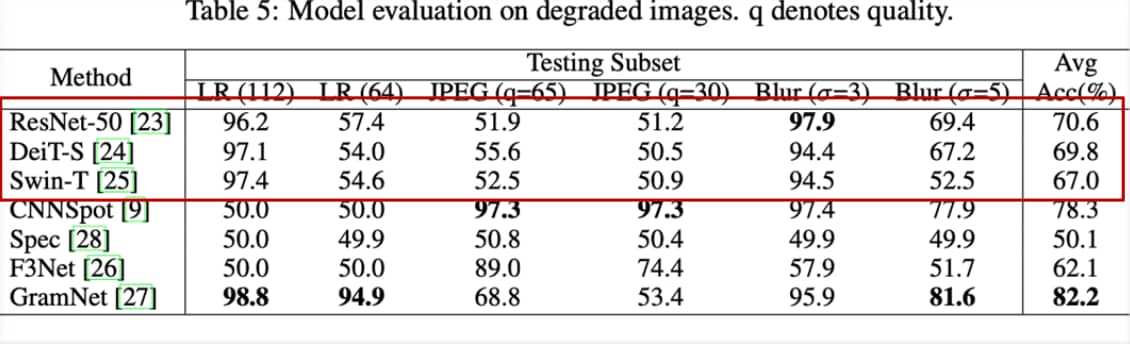 Table 5: Model evaluation on degraded images. q denotes quality.
Method Testing Subset Avg
LR (112) LR (64) JPEG (q=65) JPEG (q=30) Blur (σ=3) Blur (σ=5) Acc(%)
ResNet-50 [23] 96.2 57.4 51.9 51.2 97.9 69.4 70.6
DeiT-S [24] 97.1 54.0 55.6 50.5 94.4 67.2 69.8
Swin-T [25] 97.4 54.6 52.5 50.9 94.5 52.5 67.0
CNNSpot [9] 50.0 50.0 97.3 97.3 97.4 77.9 78.3
Spec [28] 50.0 49.9 50.8 50.4 49.9 49.9 50.1
F3Net [26] 50.0 50.0 89.0 74.4 57.9 51.7 62.1
GramNet [27] 98.8 94.9 68.8 53.4 95.9 81.6 82.2